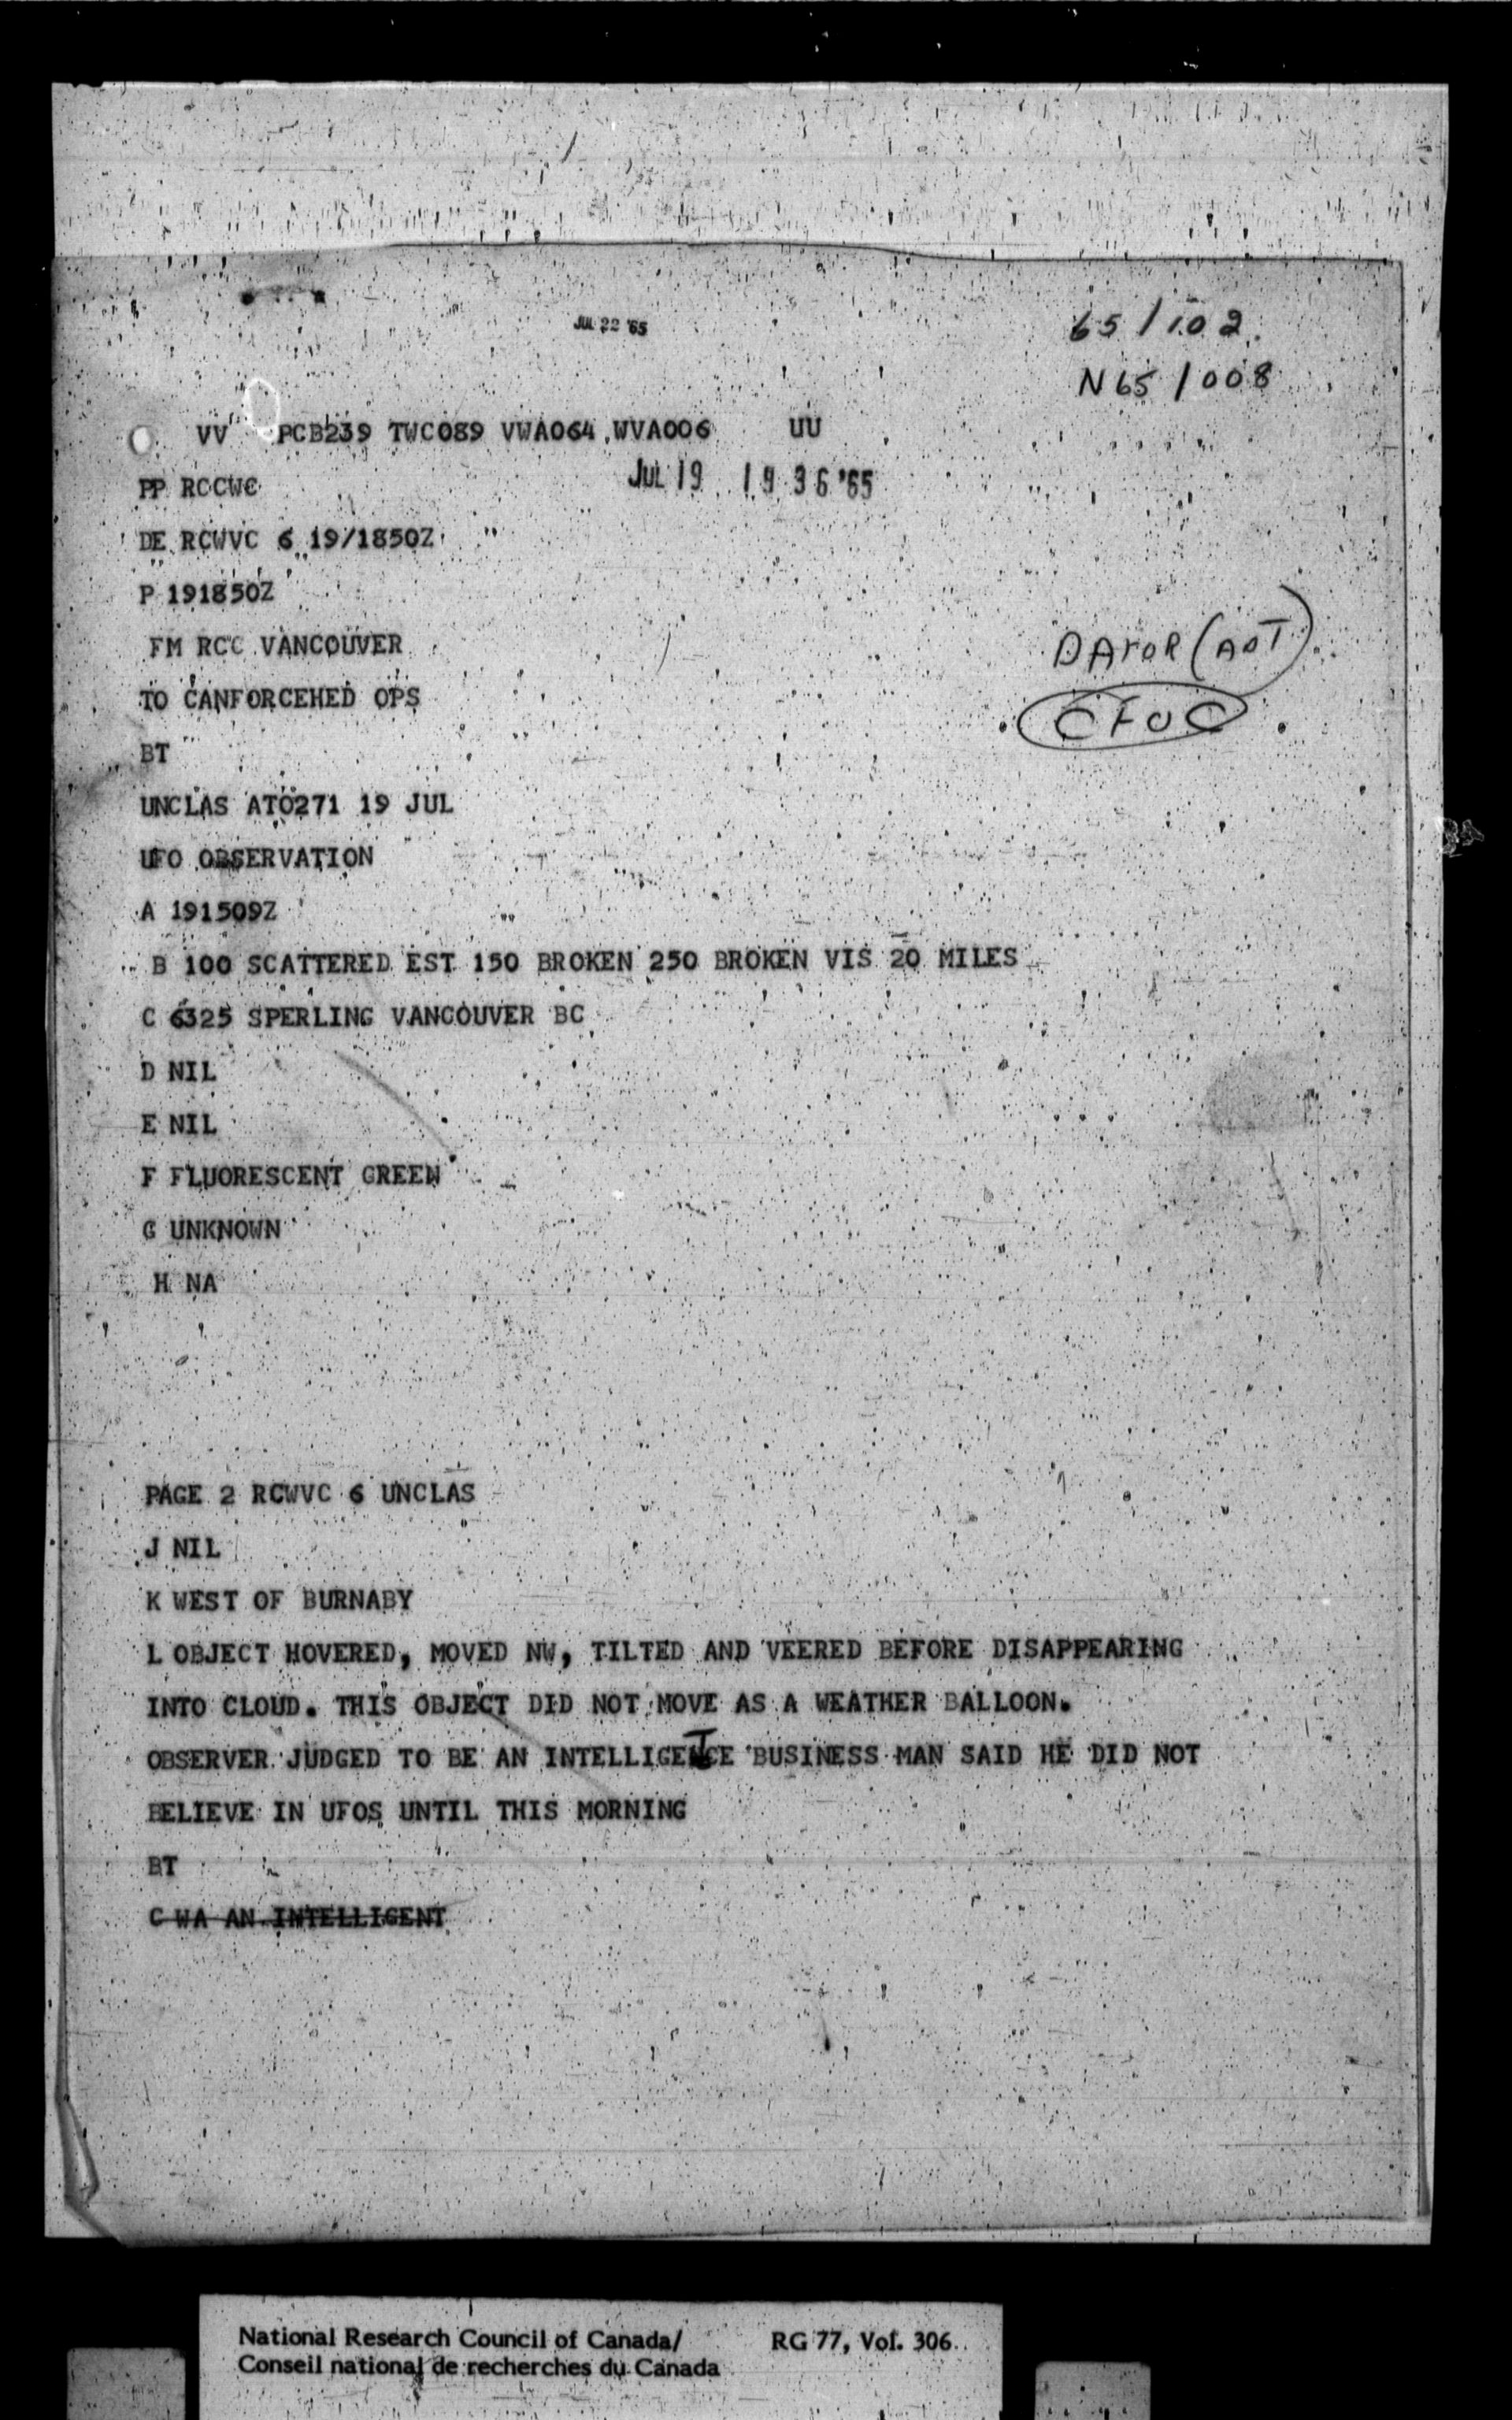 JUL 22 '65
65/102
N65/008
VV PCB239 TWC089 VWA064 WVA006 UU
JUL 19 19 36 '65
PP RCCWC
DE RCWVC 6 19/1850Z
P 191850Z
FM RCC VANCOUVER
DAYOR (AOT)
TO CANFORCEHED OPS
CFOC
BT
UNCLAS ATO271 19 JUL
UFO OBSERVATION
A 191509Z
B 100 SCATTERED EST 150 BROKEN 250 BROKEN VIS 20 MILES
C 6325 SPERLING VANCOUVER BC
D NIL
E NIL
F FLUORESCENT GREEN
G UNKNOWN
H NA
PAGE 2 RCWVC 6 UNCLAS
J NIL
K WEST OF BURNABY
L OBJECT HOVERED, MOVED NW, TILTED AND VEERED BEFORE DISAPPEARING
INTO CLOUD. THIS OBJECT DID NOT MOVE AS A WEATHER BALLOON.
OBSERVER JUDGED TO BE AN INTELLIGENCE BUSINESS MAN SAID HE DID NOT
BELIEVE IN UFOS UNTIL THIS MORNING
BT
C WA AN INTELLIGENT
National Research Council of Canada/ RG 77, Vol. 306
Conseil national de recherches du Canada